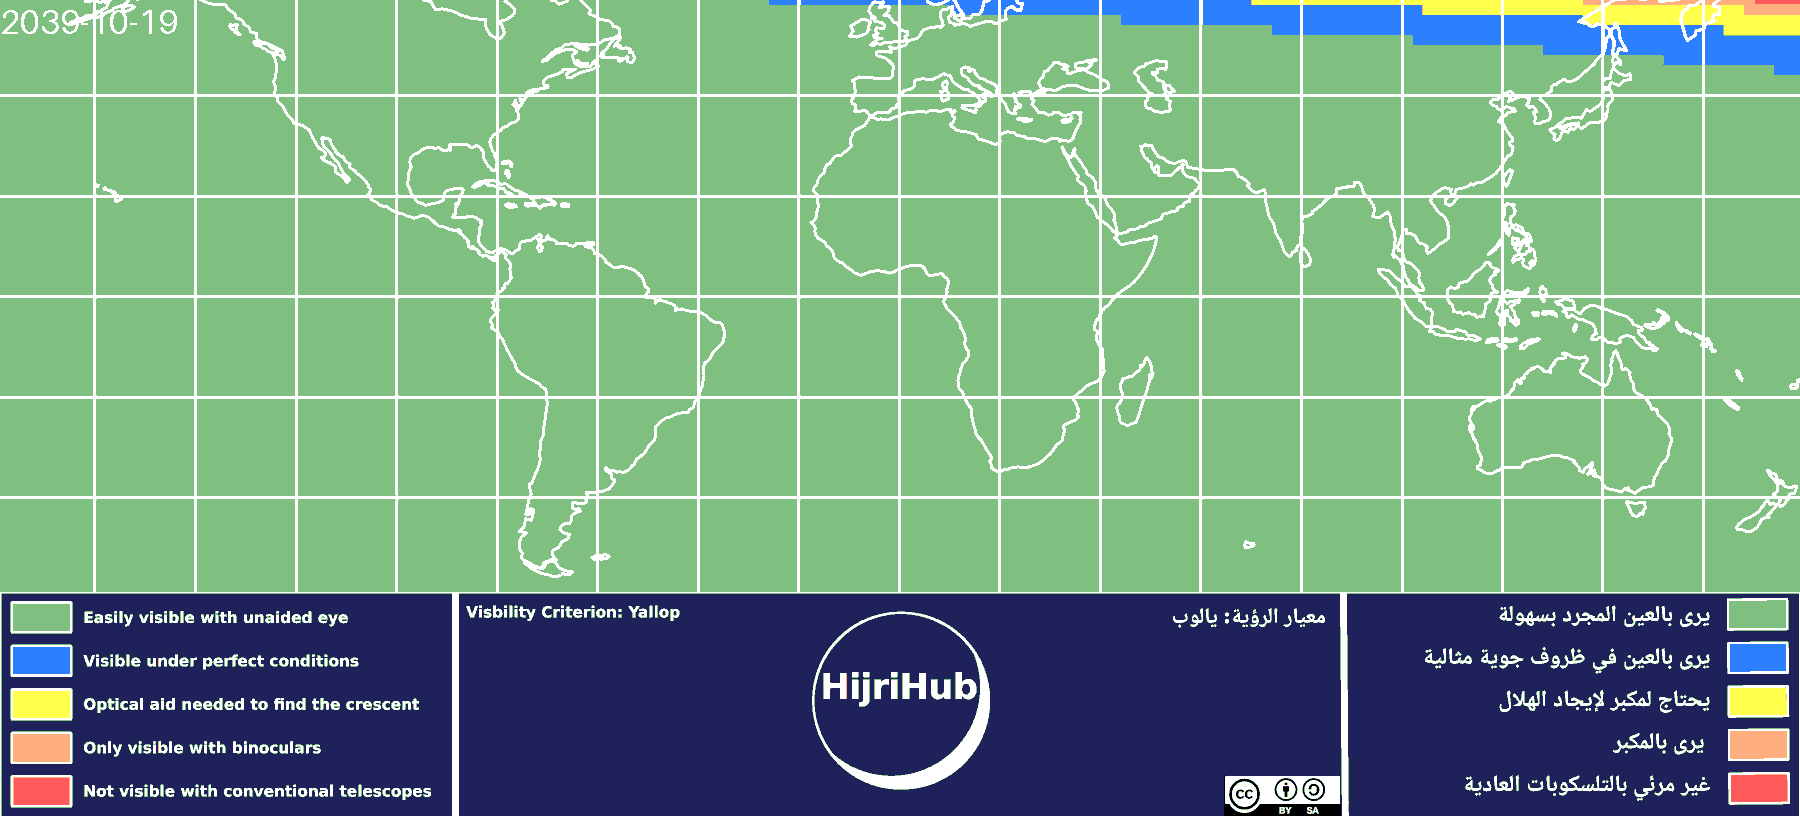 2039-10-19
Easily visible with unaided eye
Visible under perfect conditions
Optical aid needed to find the crescent
Only visible with binoculars
Not visible with conventional telescopes
Visbility Criterion: Yallop
معيار الرؤية: يالوب
HijriHub
cc
BY SA
يرى بالعين المجرد بسهولة
يرى بالعين في ظروف جوية مثالية
يحتاج لمكبر لإيجاد الهلال
يرى بالمكبر
غير مرئي بالتلسكوبات العادية